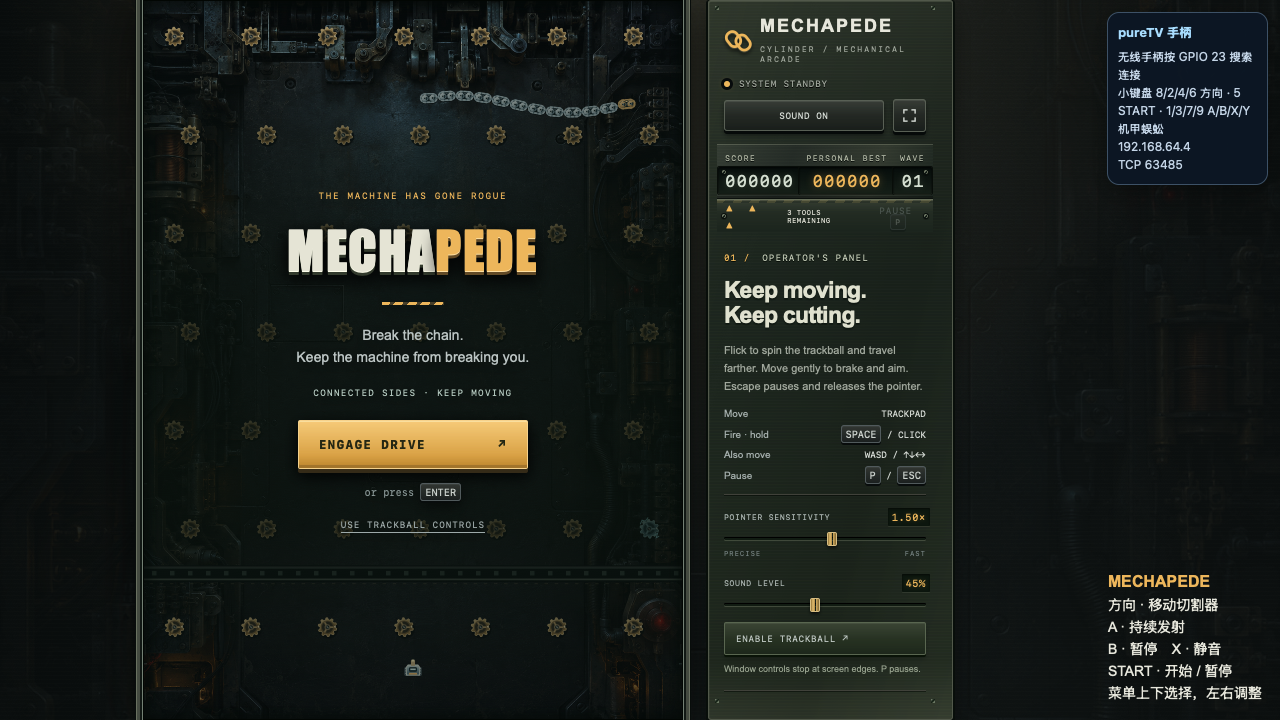 THE MACHINE HAS GONE ROGUE
MECHAPEDE
Break the chain.
Keep the machine from breaking you.
CONNECTED SIDES · KEEP MOVING
ENGAGE DRIVE ↗
or press ENTER
USE TRACKBALL CONTROLS
MECHAPEDE
CYLINDER / MECHANICAL
ARCADE
SYSTEM STANDBY
SOUND ON
SCORE PERSONAL BEST WAVE
000000 000000 01
3 TOOLS
REMAINING
PAUSE
P
01 / OPERATOR'S PANEL
Keep moving.
Keep cutting.
Flick to spin the trackball and travel
farther. Move gently to brake and aim.
Escape pauses and releases the pointer.
Move TRACKPAD
Fire · hold SPACE / CLICK
Also move WASD / ↑↓←→
Pause P / ESC
POINTER SENSITIVITY 1.50×
PRECISE FAST
SOUND LEVEL 45%
ENABLE TRACKBALL ↗
Window controls stop at screen edges. P pauses.
pureTV 手柄
无线手柄按 GPIO 23 搜索
连接
小键盘 8/2/4/6 方向 · 5
START · 1/3/7/9 A/B/X/Y
机甲蜈蚣
192.168.64.4
TCP 63485
MECHAPEDE
方向 · 移动切割器
A · 持续发射
B · 暂停 X · 静音
START · 开始 / 暂停
菜单上下选择，左右调整